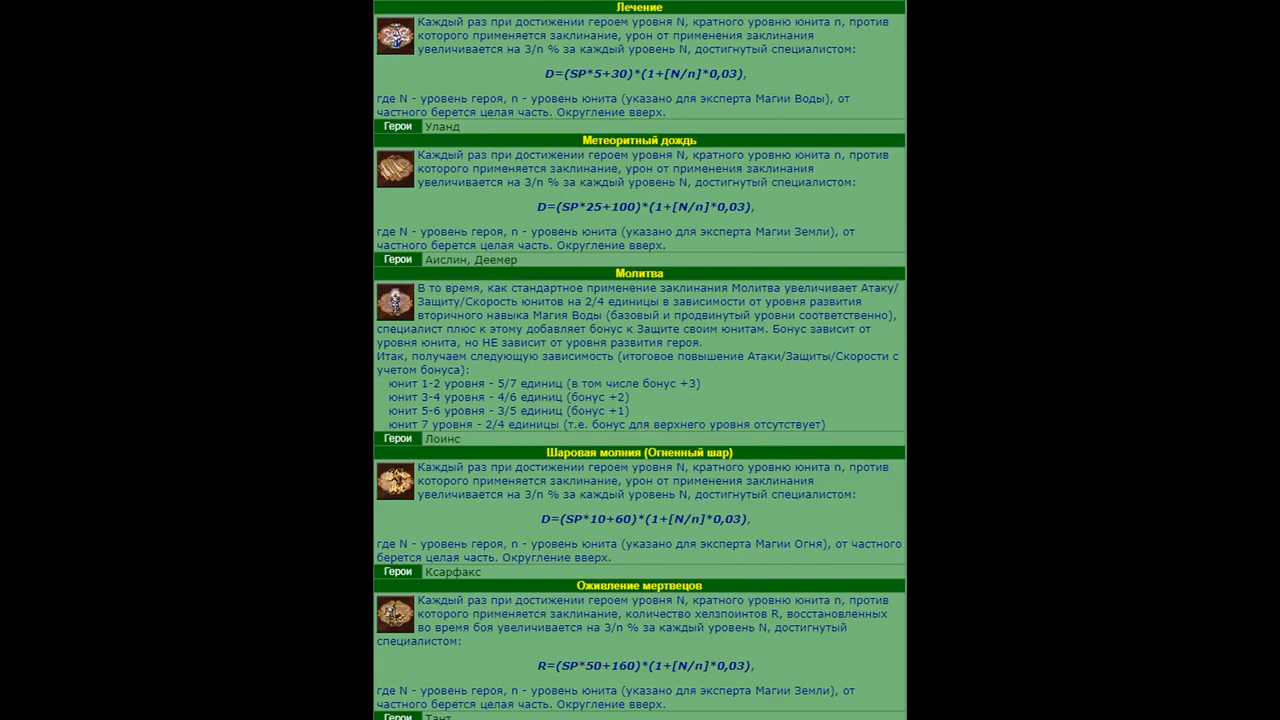 Лечение
Каждый раз при достижении героем уровня N, кратного уровню юнита n, против
которого применяется заклинание, урон от применения заклинания
увеличивается на 3/n % за каждый уровень N, достигнутый специалистом:
D=(SP*5+30)*(1+[N/n]*0,03),
где N - уровень героя, n - уровень юнита (указано для эксперта Магии Воды), от
частного берется целая часть. Округление вверх.
Герои Уланд
Метеоритный дождь
Каждый раз при достижении героем уровня N, кратного уровню юнита n, против
которого применяется заклинание, урон от применения заклинания
увеличивается на 3/n % за каждый уровень N, достигнутый специалистом:
D=(SP*25+100)*(1+[N/n]*0,03),
где N - уровень героя, n - уровень юнита (указано для эксперта Магии Земли), от
частного берется целая часть. Округление вверх.
Герои Аислин, Деемер
Молитва
В то время, как стандартное применение заклинания Молитва увеличивает Атаку/
Защиту/Скорость юнитов на 2/4 единицы в зависимости от уровня развития
вторичного навыка Магия Воды (базовый и продвинутый уровни соответственно),
специалист плюс к этому добавляет бонус к Защите своим юнитам. Бонус зависит от
уровня юнита, но НЕ зависит от уровня развития героя.
Итак, получаем следующую зависимость (итоговое повышение Атаки/Защиты/Скорости с
учетом бонуса):
юнит 1-2 уровня - 5/7 единиц (в том числе бонус +3)
юнит 3-4 уровня - 4/6 единиц (бонус +2)
юнит 5-6 уровня - 3/5 единиц (бонус +1)
юнит 7 уровня - 2/4 единицы (т.е. бонус для верхнего уровня отсутствует)
Герои Лоинс
Шаровая молния (Огненный шар)
Каждый раз при достижении героем уровня N, кратного уровню юнита n, против
которого применяется заклинание, урон от применения заклинания
увеличивается на 3/n % за каждый уровень N, достигнутый специалистом:
D=(SP*10+60)*(1+[N/n]*0,03),
где N - уровень героя, n - уровень юнита (указано для эксперта Магии Огня), от частного
берется целая часть. Округление вверх.
Герои Ксарфакс
Оживление мертвецов
Каждый раз при достижении героем уровня N, кратного уровню юнита n, против
которого применяется заклинание, количество хелзпоинтов R, восстановленных
во время боя увеличивается на 3/n % за каждый уровень N, достигнутый
специалистом:
R=(SP*50+160)*(1+[N/n]*0,03),
где N - уровень героя, n - уровень юнита (указано для эксперта Магии Земли), от
частного берется целая часть. Округление вверх.
Герои Тант